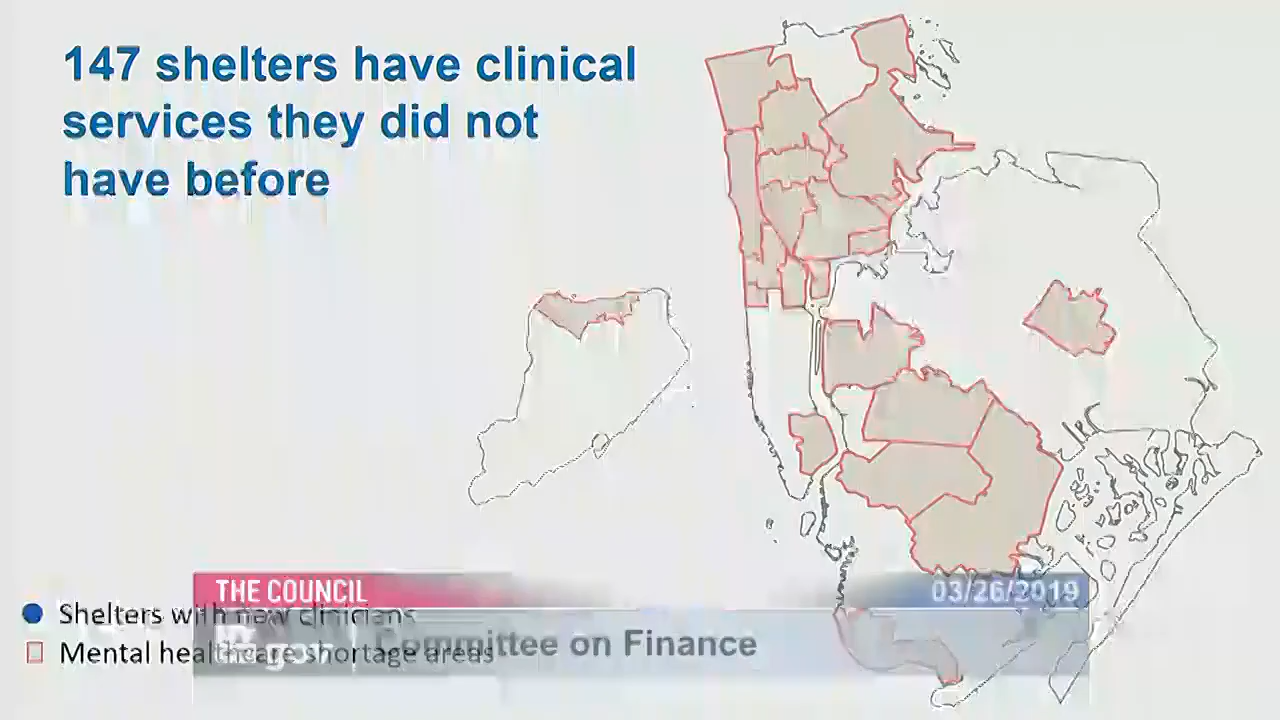 147 shelters have clinical
services they did not
have before
THE COUNCIL
03/26/2019
Shelters with new clinicians
Committee on Finance
Mental healthcare shortage areas